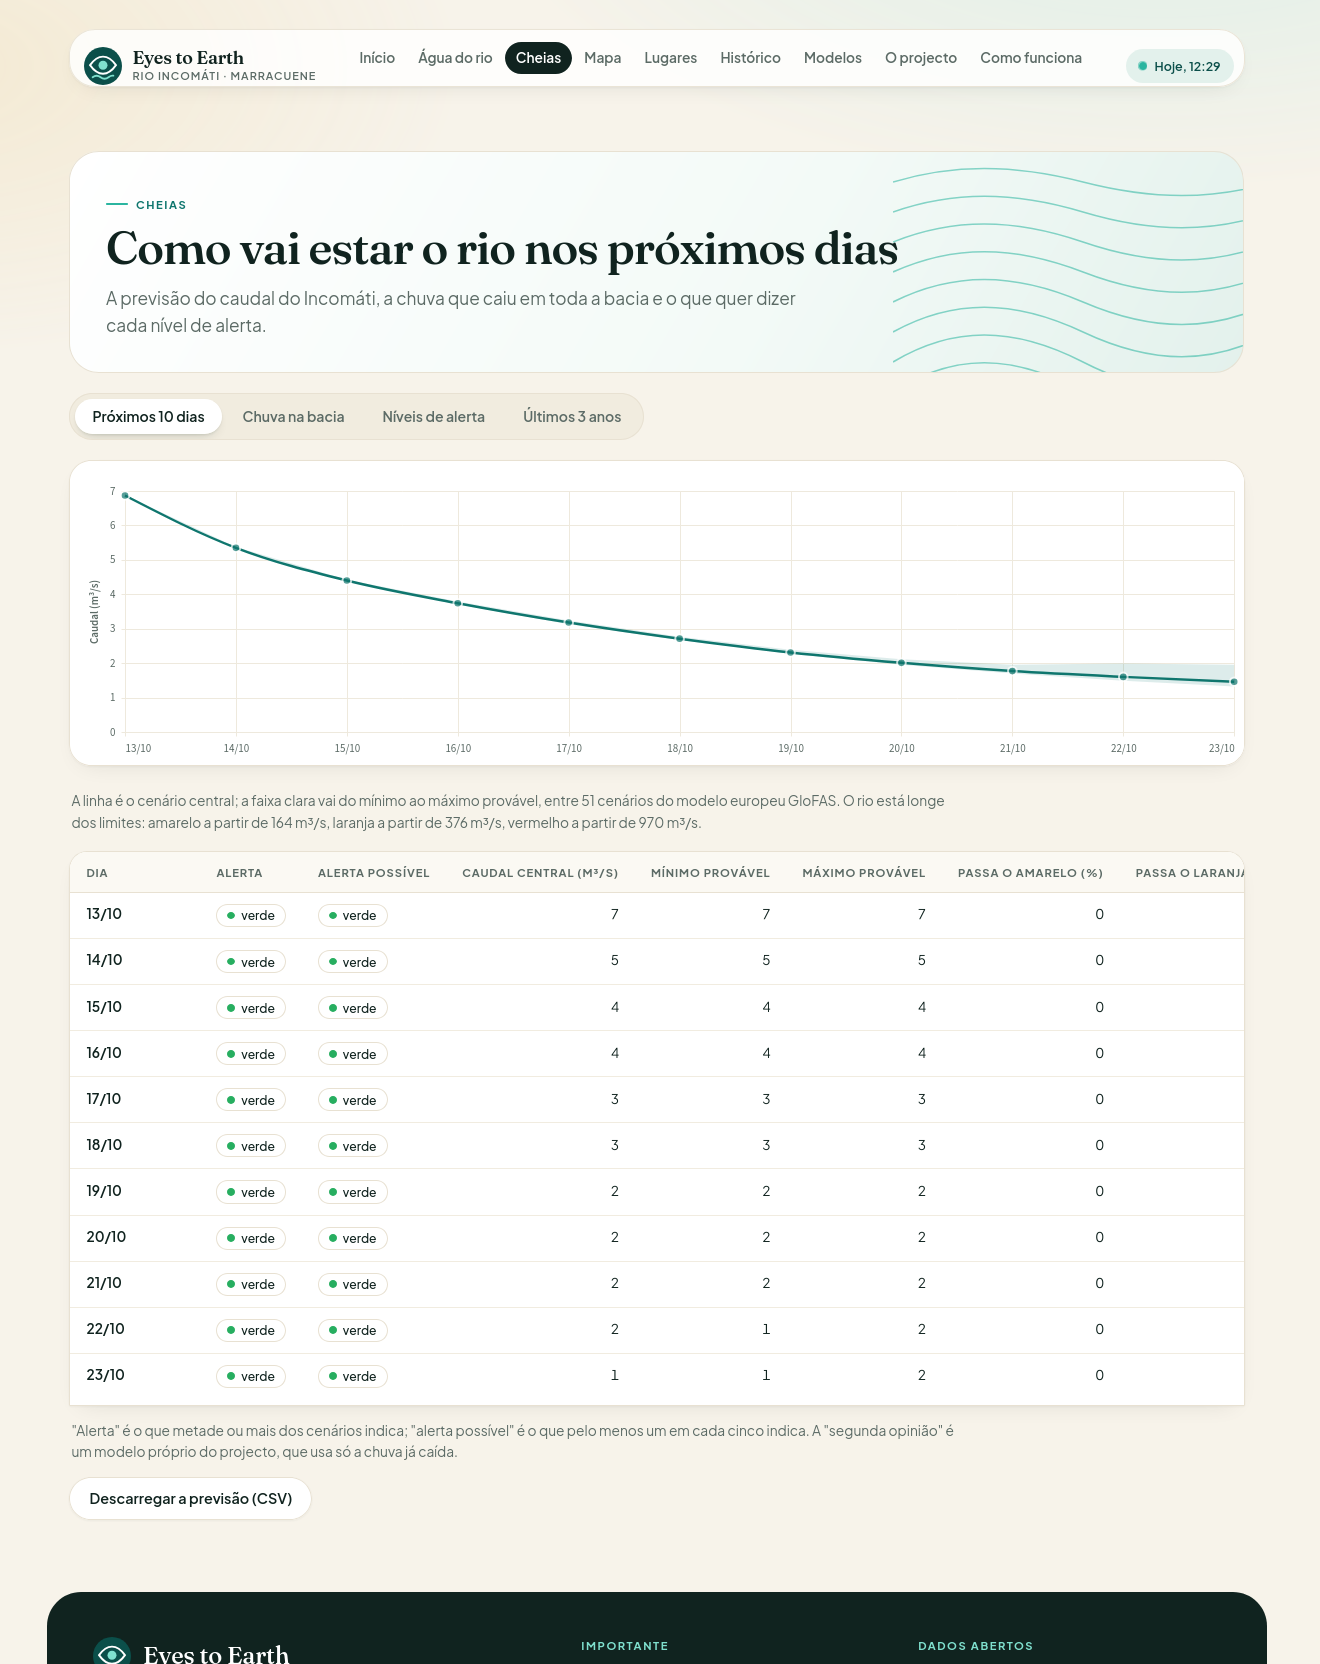 Eyes to Earth
RIO INCOMÁTI · MARRACUENE
Início Água do rio Cheias Mapa Lugares Histórico Modelos O projecto Como funciona
Hoje, 12:29
CHEIAS
Como vai estar o rio nos próximos dias
A previsão do caudal do Incomáti, a chuva que caiu em toda a bacia e o que quer dizer
cada nível de alerta.
Próximos 10 dias Chuva na bacia Níveis de alerta Últimos 3 anos
Caudal (m³/s)
7
6
5
4
3
2
1
0
13/10 14/10 15/10 16/10 17/10 18/10 19/10 20/10 21/10 22/10 23/10
A linha é o cenário central; a faixa clara vai do mínimo ao máximo provável, entre 51 cenários do modelo europeu GloFAS. O rio está longe
dos limites: amarelo a partir de 164 m³/s, laranja a partir de 376 m³/s, vermelho a partir de 970 m³/s.
DIA ALERTA ALERTA POSSÍVEL CAUDAL CENTRAL (M³/S) MÍNIMO PROVÁVEL MÁXIMO PROVÁVEL PASSA O AMARELO (%) PASSA O LARANJA
13/10 verde verde 7 7 7 0
14/10 verde verde 5 5 5 0
15/10 verde verde 4 4 4 0
16/10 verde verde 4 4 4 0
17/10 verde verde 3 3 3 0
18/10 verde verde 3 3 3 0
19/10 verde verde 2 2 2 0
20/10 verde verde 2 2 2 0
21/10 verde verde 2 2 2 0
22/10 verde verde 2 1 2 0
23/10 verde verde 1 1 2 0
"Alerta" é o que metade ou mais dos cenários indica; "alerta possível" é o que pelo menos um em cada cinco indica. A "segunda opinião" é
um modelo próprio do projecto, que usa só a chuva já caída.
Descarregar a previsão (CSV)
Eyes to Earth
IMPORTANTE
DADOS ABERTOS